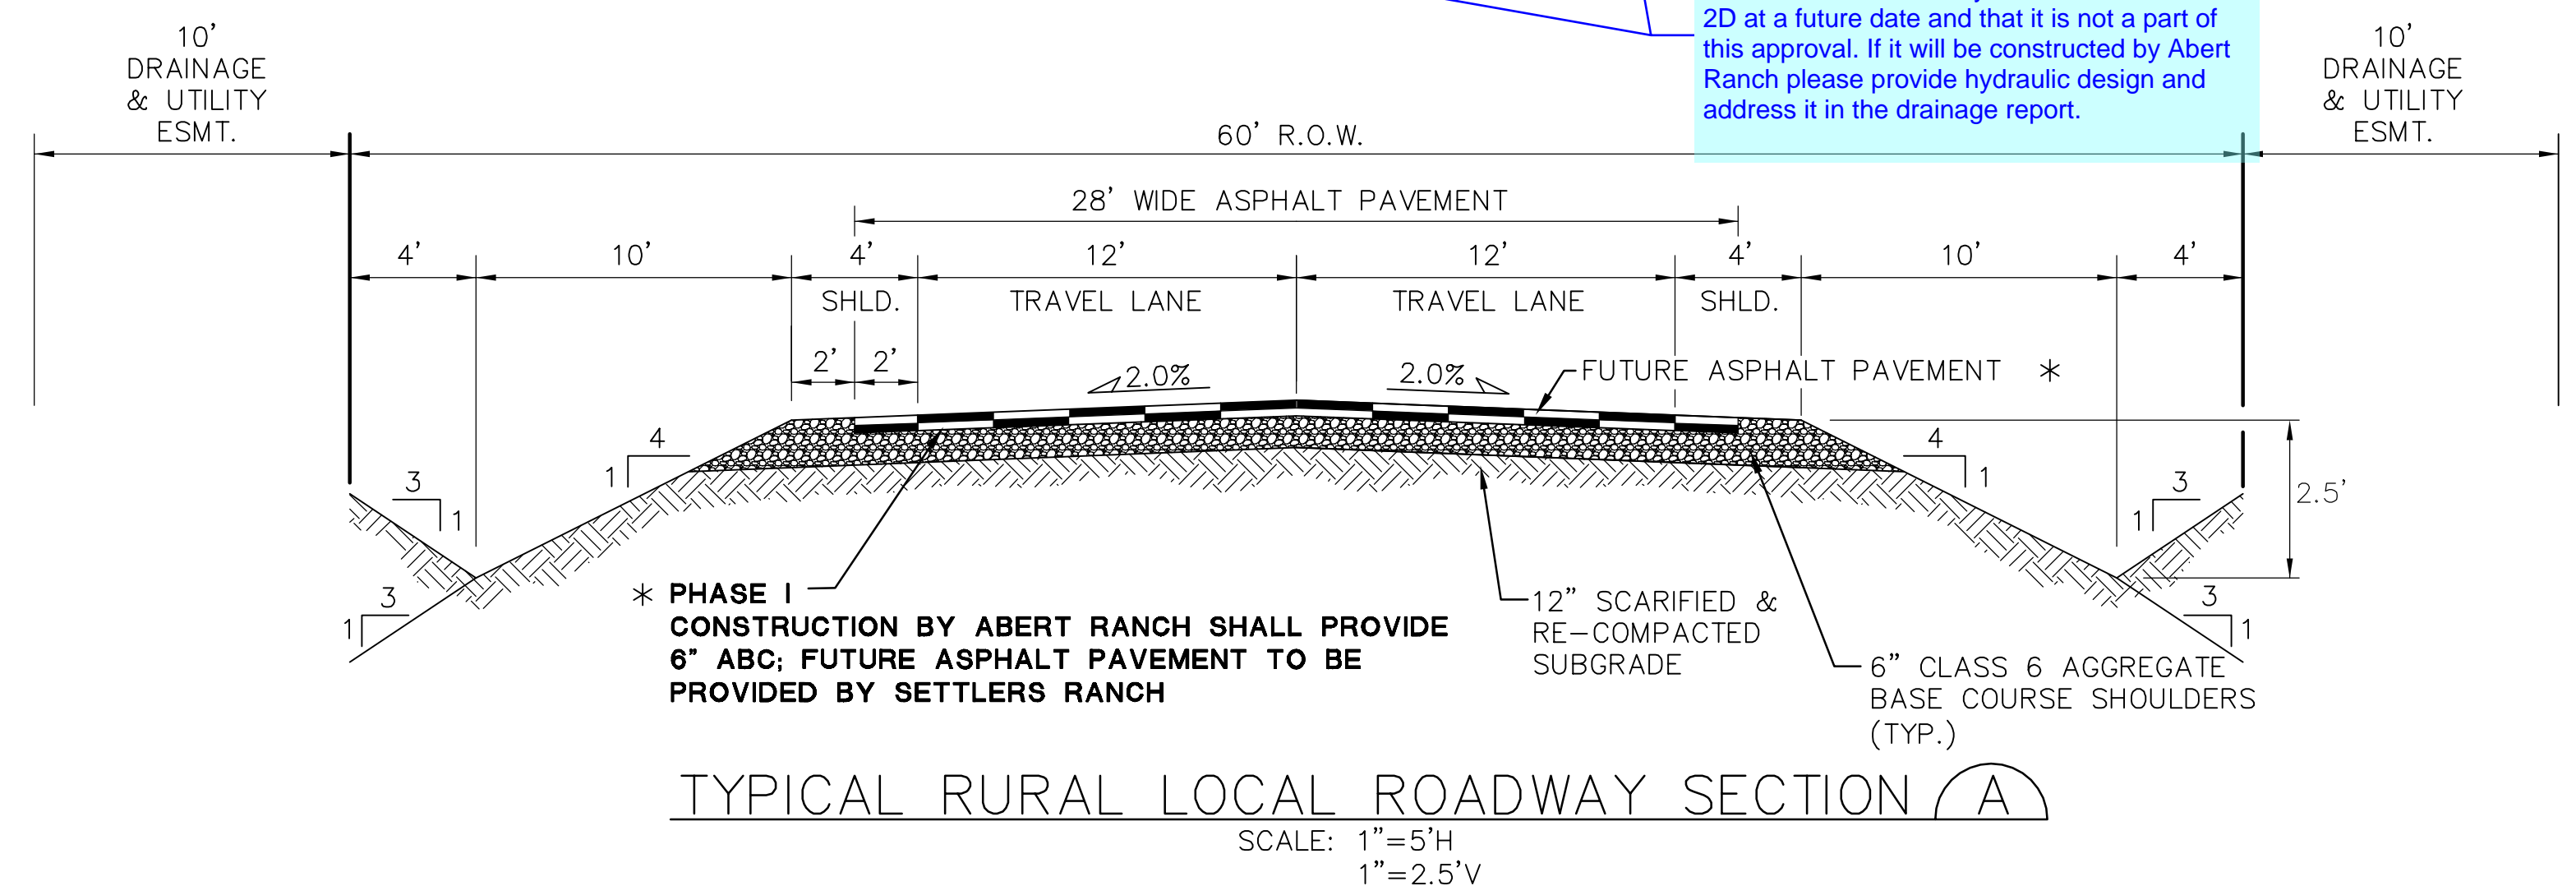 2D at a future date and that it is not a part of
this approval. If it will be constructed by Abert
Ranch please provide hydraulic design and
address it in the drainage report.
10'
DRAINAGE
& UTILITY
ESMT.
10'
DRAINAGE
& UTILITY
ESMT.
60' R.O.W.
28' WIDE ASPHALT PAVEMENT
4' 10' 4' 12' 12' 4' 10' 4'
SHLD. TRAVEL LANE TRAVEL LANE SHLD.
2' 2'
2.0% 2.0%
FUTURE ASPHALT PAVEMENT *
4
1
4
1
3
1
3
1
2.5'
3
1
3
1
* PHASE I
CONSTRUCTION BY ABERT RANCH SHALL PROVIDE
6" ABC; FUTURE ASPHALT PAVEMENT TO BE
PROVIDED BY SETTLERS RANCH
12" SCARIFIED &
RE-COMPACTED
SUBGRADE
6" CLASS 6 AGGREGATE
BASE COURSE SHOULDERS
(TYP.)
TYPICAL RURAL LOCAL ROADWAY SECTION A
SCALE: 1"=5'H
1"=2.5'V